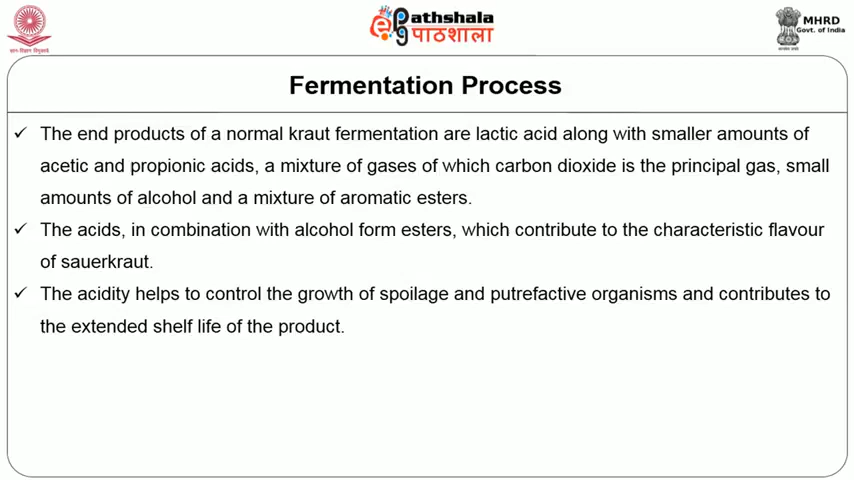 ePathshala
पाठशाला
MHRD
Govt. of India
Fermentation Process
✓ The end products of a normal kraut fermentation are lactic acid along with smaller amounts of
acetic and propionic acids, a mixture of gases of which carbon dioxide is the principal gas, small
amounts of alcohol and a mixture of aromatic esters.
✓ The acids, in combination with alcohol form esters, which contribute to the characteristic flavour
of sauerkraut.
✓ The acidity helps to control the growth of spoilage and putrefactive organisms and contributes to
the extended shelf life of the product.